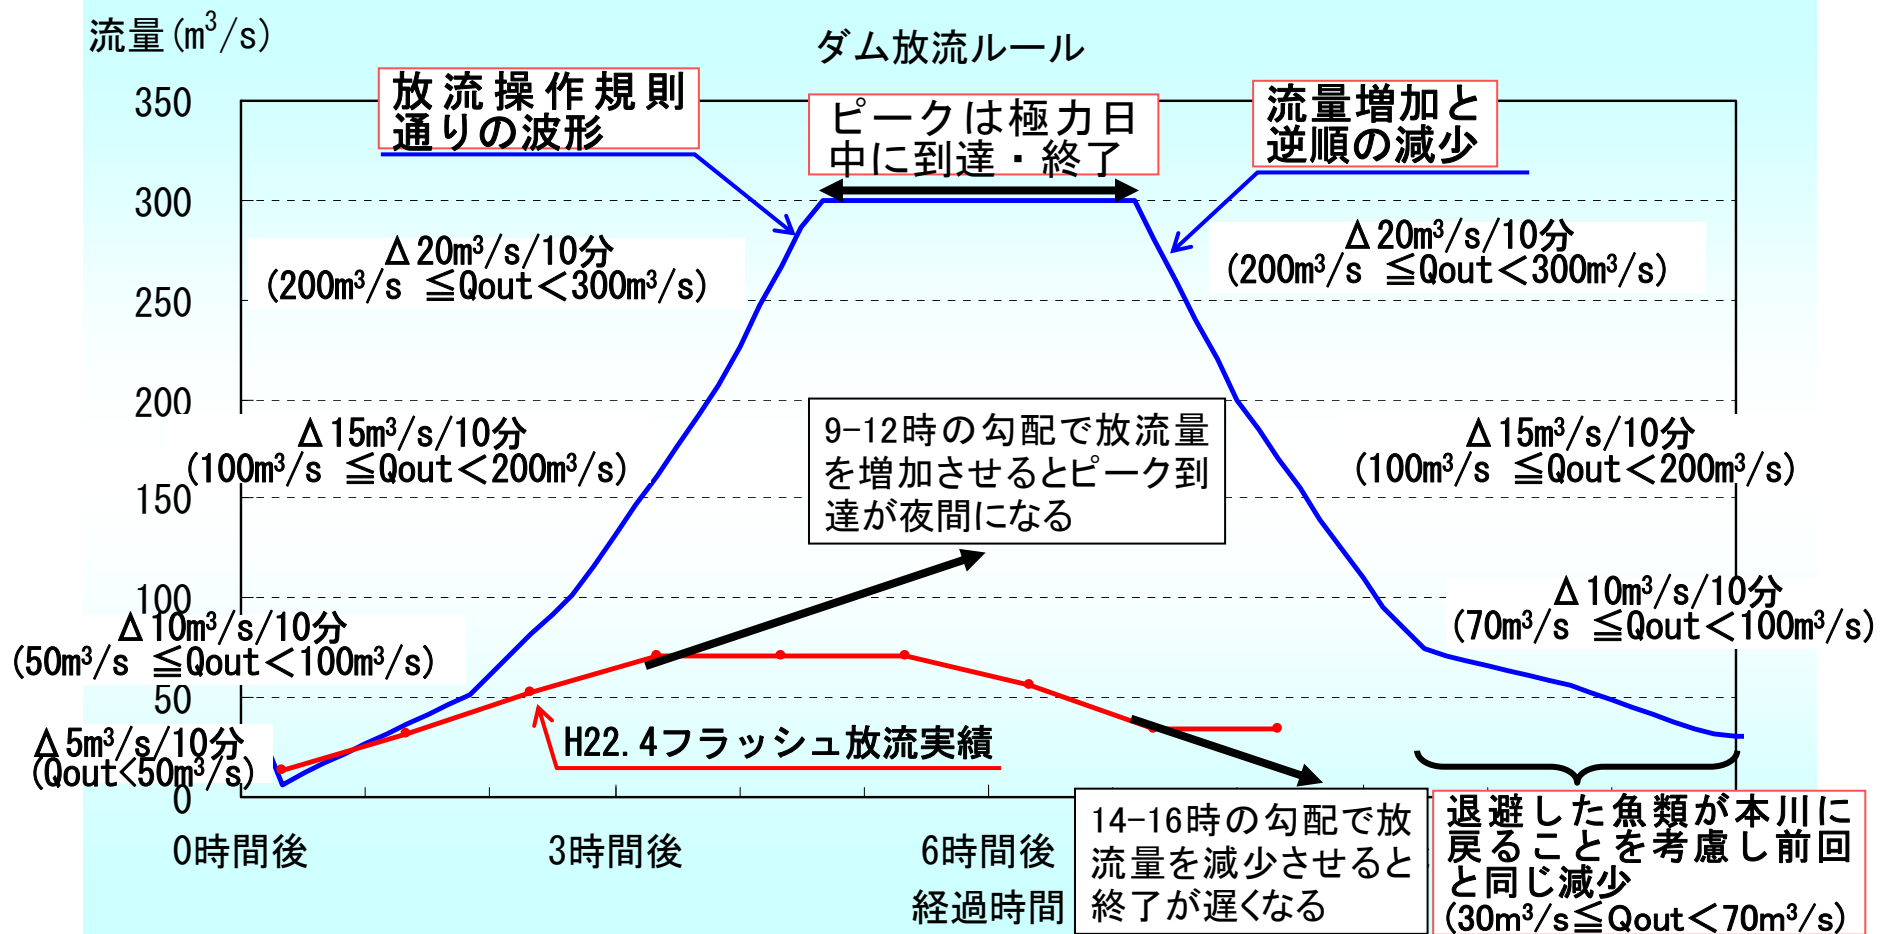 流量(m³/s)
ダム放流ルール
放流操作規則
通りの波形
ピークは極力日
中に到達・終了
流量増加と
逆順の減少
350
300
250
200
150
100
50
0
Δ20m³/s/10分
(200m³/s ≦Qout＜300m³/s)
Δ20m³/s/10分
(200m³/s ≦Qout＜300m³/s)
Δ15m³/s/10分
(100m³/s ≦Qout＜200m³/s)
9−12時の勾配で放流量
を増加させるとピーク到
達が夜間になる
Δ15m³/s/10分
(100m³/s ≦Qout＜200m³/s)
Δ10m³/s/10分
(50m³/s ≦Qout＜100m³/s)
Δ10m³/s/10分
(70m³/s ≦Qout＜100m³/s)
Δ5m³/s/10分
(Qout<50m³/s)
H22.4フラッシュ放流実績
0時間後
3時間後
6時間後
経過時間
14−16時の勾配で放
流量を減少させると
終了が遅くなる
退避した魚類が本川に
戻ることを考慮し前回
と同じ減少
(30m³/s≦Qout＜70m³/s)